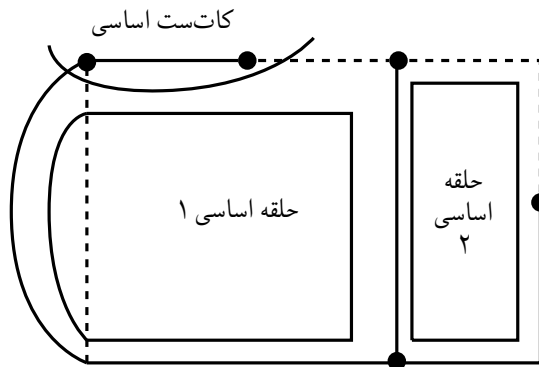 کات‌ست اساسی
حلقه اساسی ۱
حلقه
اساسی
۲